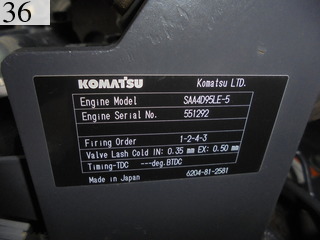 36
KOMATSU Komatsu LTD.
Engine Model SAA4D95LE-5
Engine Serial No. 551292
Firing Order 1-2-4-3
Valve Lash Cold IN: 0.35 mm EX: 0.50 mm
Timing-TDC ---deg.BTDC
Made in Japan 6204-81-2581